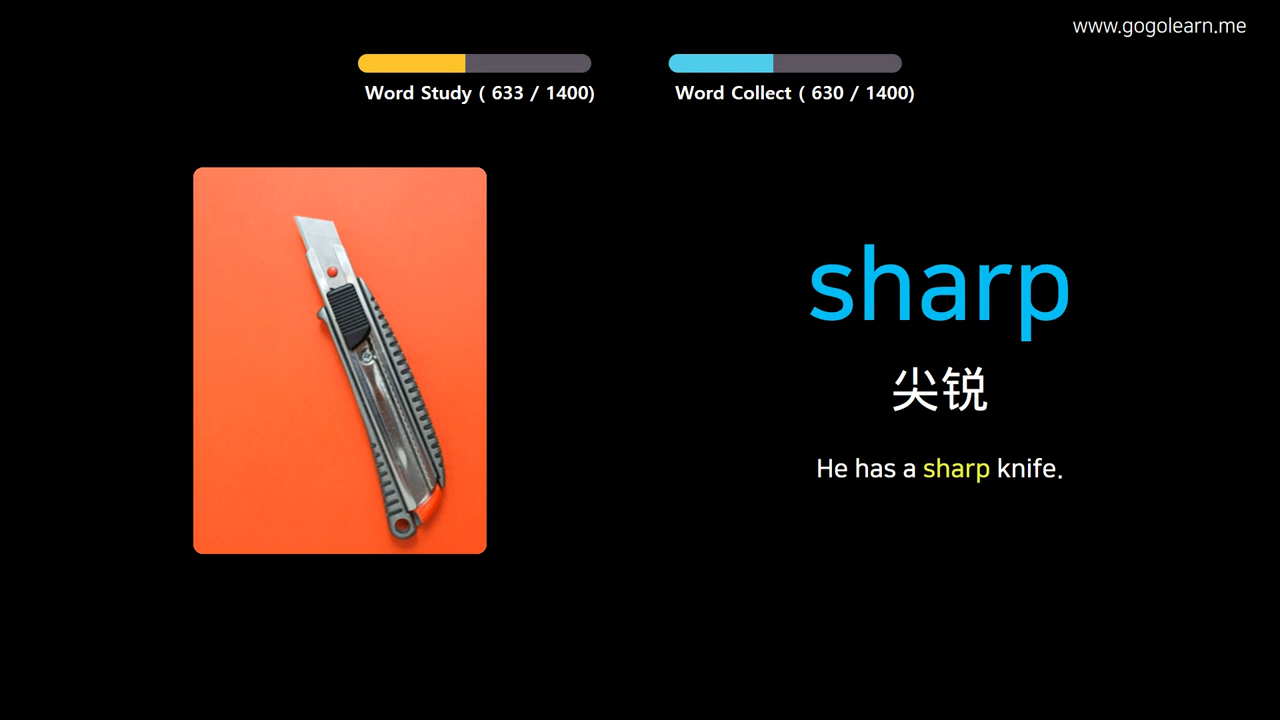 www.gogolearn.me
Word Study ( 633 / 1400)
Word Collect ( 630 / 1400)
sharp
尖锐
He has a sharp knife.